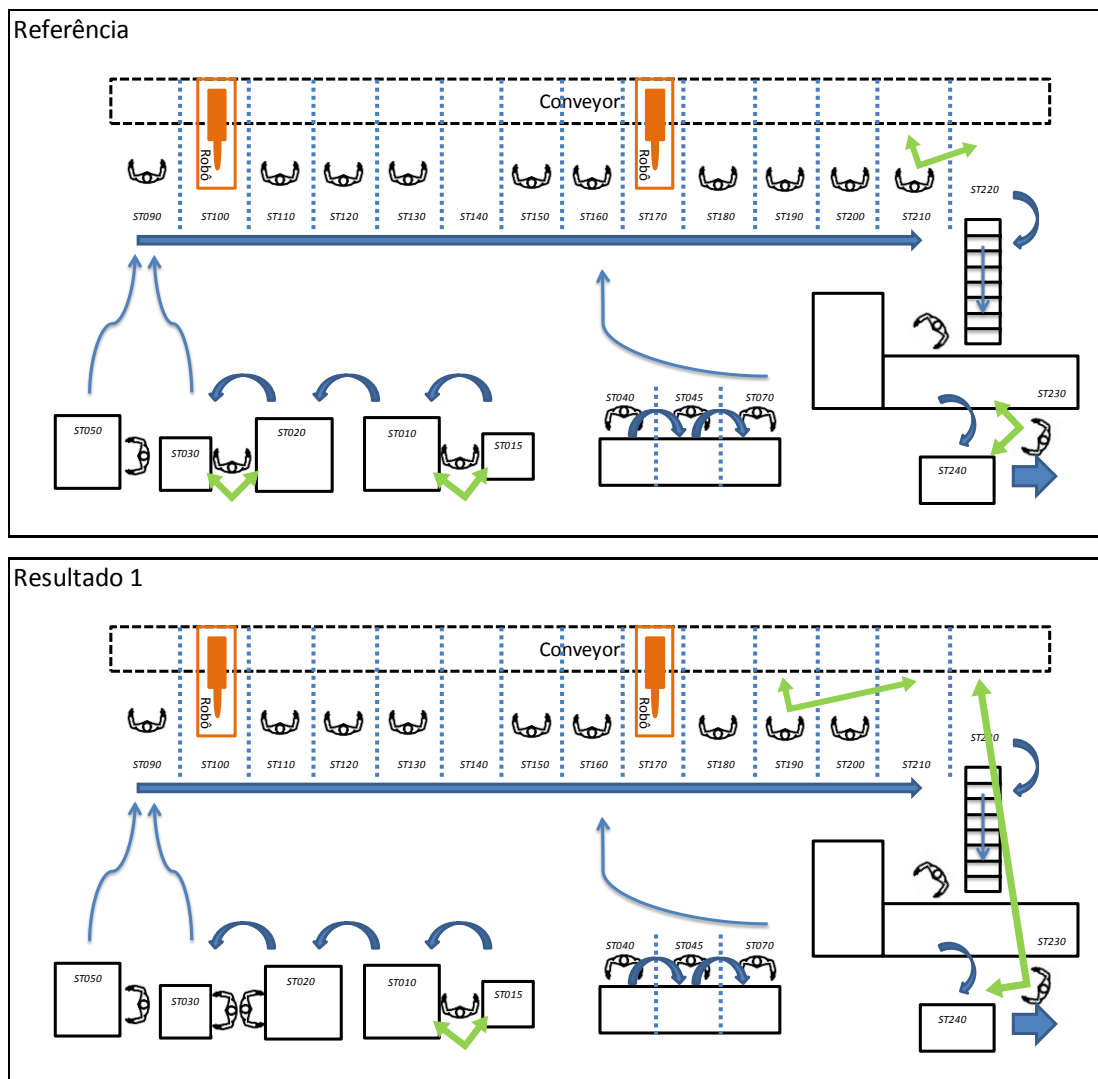 Referência
Conveyor
Robô
Robô
ST090
ST100
ST110
ST120
ST130
ST140
ST150
ST160
ST170
ST180
ST190
ST200
ST210
ST220
ST050
ST030
ST020
ST010
ST015
ST040
ST045
ST070
ST230
ST240
Resultado 1
Conveyor
Robô
Robô
ST090
ST100
ST110
ST120
ST130
ST140
ST150
ST160
ST170
ST180
ST190
ST200
ST210
ST220
ST050
ST030
ST020
ST010
ST015
ST040
ST045
ST070
ST230
ST240